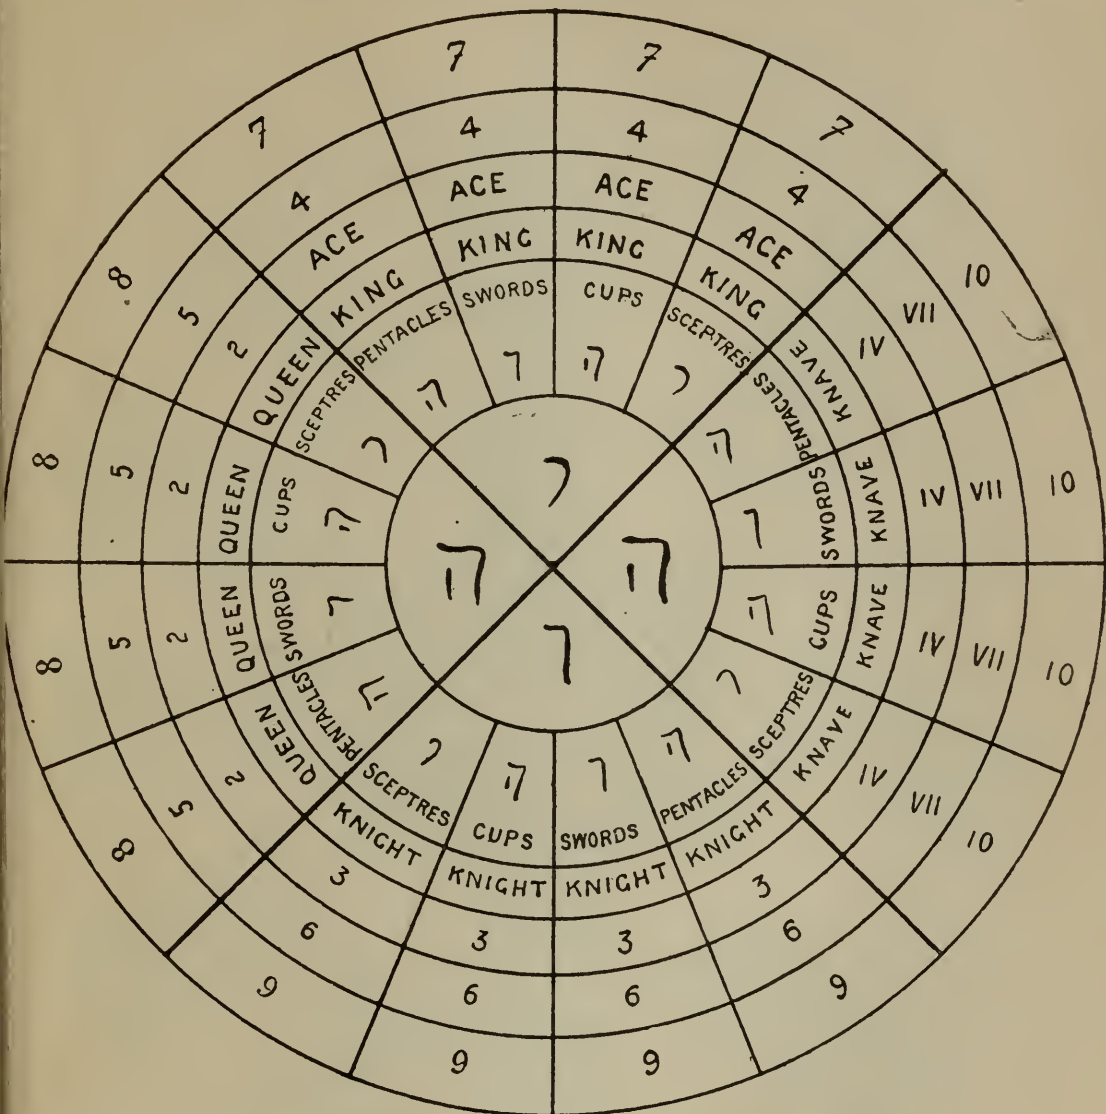 7 7 10 10 10 10 9 9 9 9 8 8 8 8 7 7
4 4 VII VII VII VII 6 6 6 6 5 5 5 5 4 4
ACE ACE IV IV IV IV 3 3 3 3 2 2 2 2 ACE ACE
KING KING KNAVE KNAVE KNAVE KNAVE KNIGHT KNIGHT KNIGHT KNIGHT QUEEN QUEEN QUEEN QUEEN KING KING
CUPS SCEPTRES PENTACLES SWORDS CUPS SCEPTRES PENTACLES SWORDS CUPS SCEPTRES PENTACLES SWORDS CUPS SCEPTRES PENTACLES SWORDS
ה י ה ו ה י ה ו ה י ה ו ה י ה ו
י ה ו ה